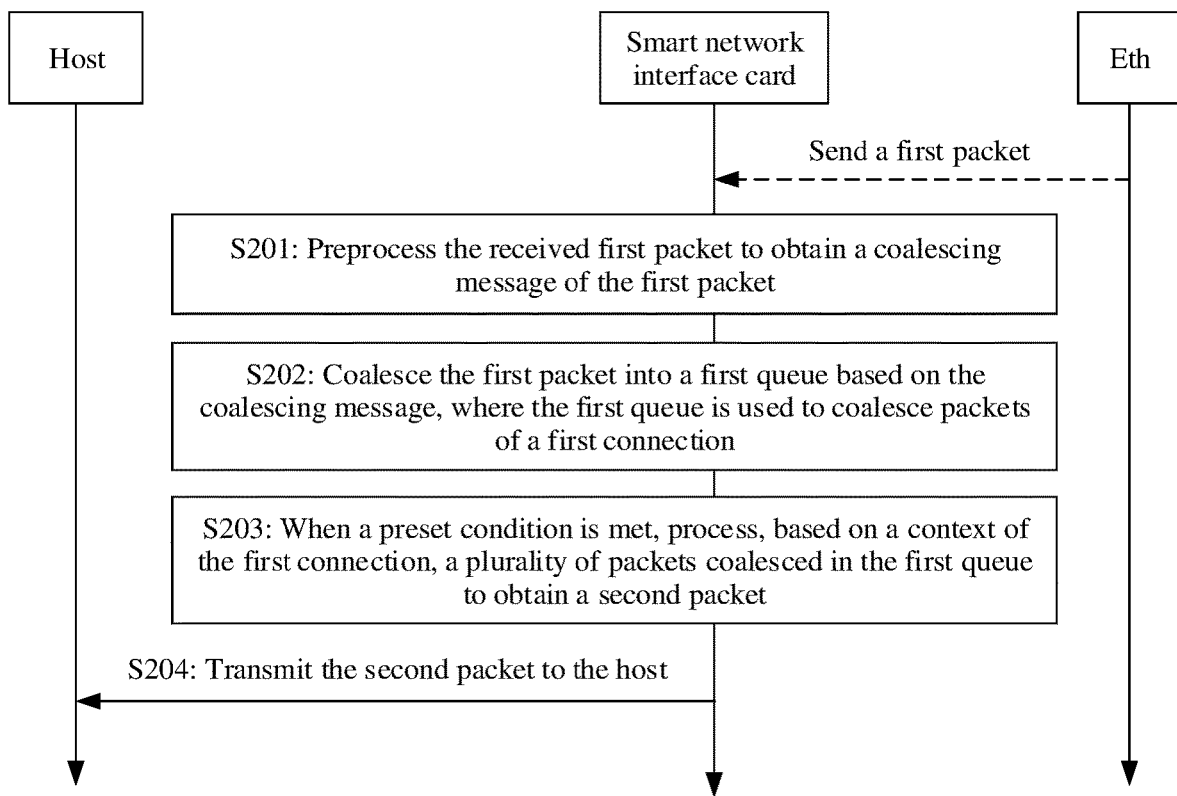 Host
Smart network
interface card
Eth
Send a first packet
S201: Preprocess the received first packet to obtain a coalescing
message of the first packet
S202: Coalesce the first packet into a first queue based on the
coalescing message, where the first queue is used to coalesce packets
of a first connection
S203: When a preset condition is met, process, based on a context of
the first connection, a plurality of packets coalesced in the first queue
to obtain a second packet
S204: Transmit the second packet to the host